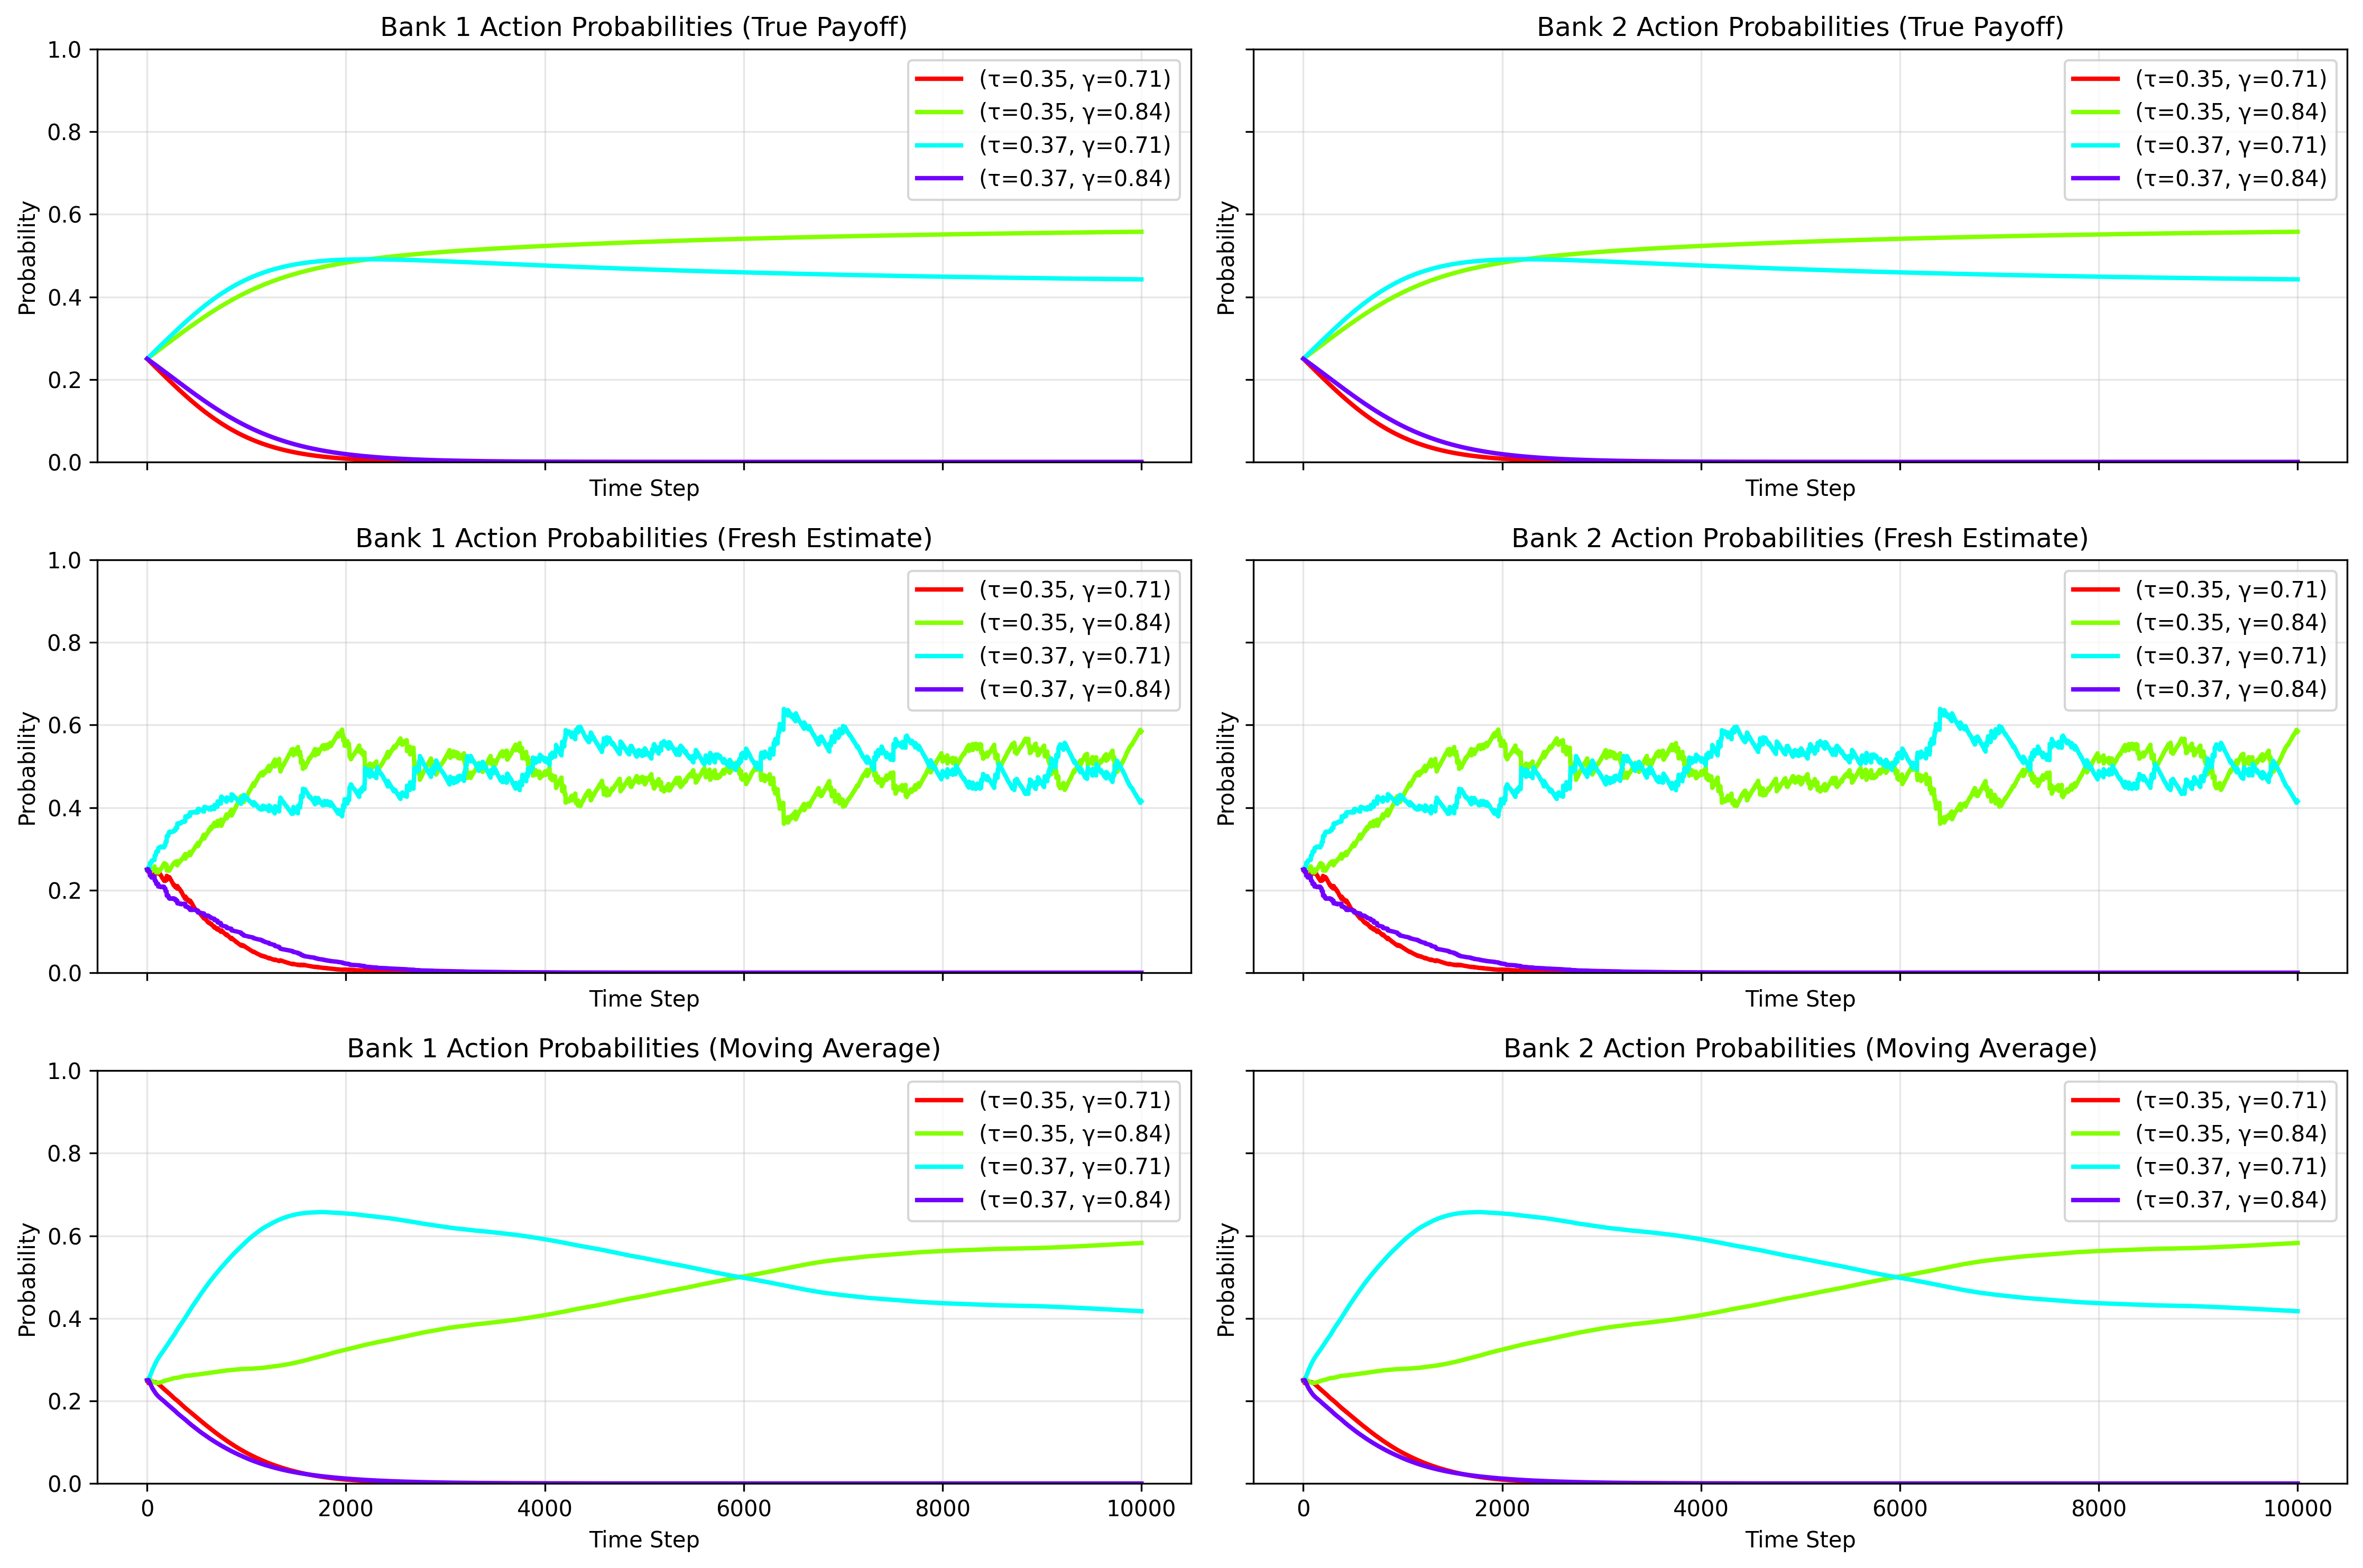 Bank 1 Action Probabilities (True Payoff)
1.0
0.8
0.6
0.4
0.2
0.0
Probability
(τ=0.35, γ=0.71)
(τ=0.35, γ=0.84)
(τ=0.37, γ=0.71)
(τ=0.37, γ=0.84)
Time Step
Bank 2 Action Probabilities (True Payoff)
Probability
(τ=0.35, γ=0.71)
(τ=0.35, γ=0.84)
(τ=0.37, γ=0.71)
(τ=0.37, γ=0.84)
Time Step
Bank 1 Action Probabilities (Fresh Estimate)
1.0
0.8
0.6
0.4
0.2
0.0
Probability
(τ=0.35, γ=0.71)
(τ=0.35, γ=0.84)
(τ=0.37, γ=0.71)
(τ=0.37, γ=0.84)
Time Step
Bank 2 Action Probabilities (Fresh Estimate)
Probability
(τ=0.35, γ=0.71)
(τ=0.35, γ=0.84)
(τ=0.37, γ=0.71)
(τ=0.37, γ=0.84)
Time Step
Bank 1 Action Probabilities (Moving Average)
1.0
0.8
0.6
0.4
0.2
0.0
Probability
(τ=0.35, γ=0.71)
(τ=0.35, γ=0.84)
(τ=0.37, γ=0.71)
(τ=0.37, γ=0.84)
0 2000 4000 6000 8000 10000
Time Step
Bank 2 Action Probabilities (Moving Average)
Probability
(τ=0.35, γ=0.71)
(τ=0.35, γ=0.84)
(τ=0.37, γ=0.71)
(τ=0.37, γ=0.84)
0 2000 4000 6000 8000 10000
Time Step